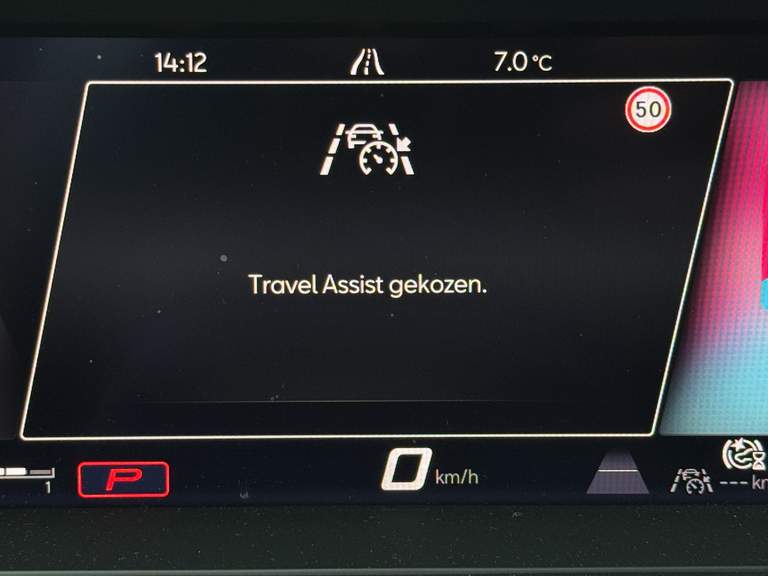 14:12 7.0 °C
50
Travel Assist gekozen.
1 P 0 km/h --- km